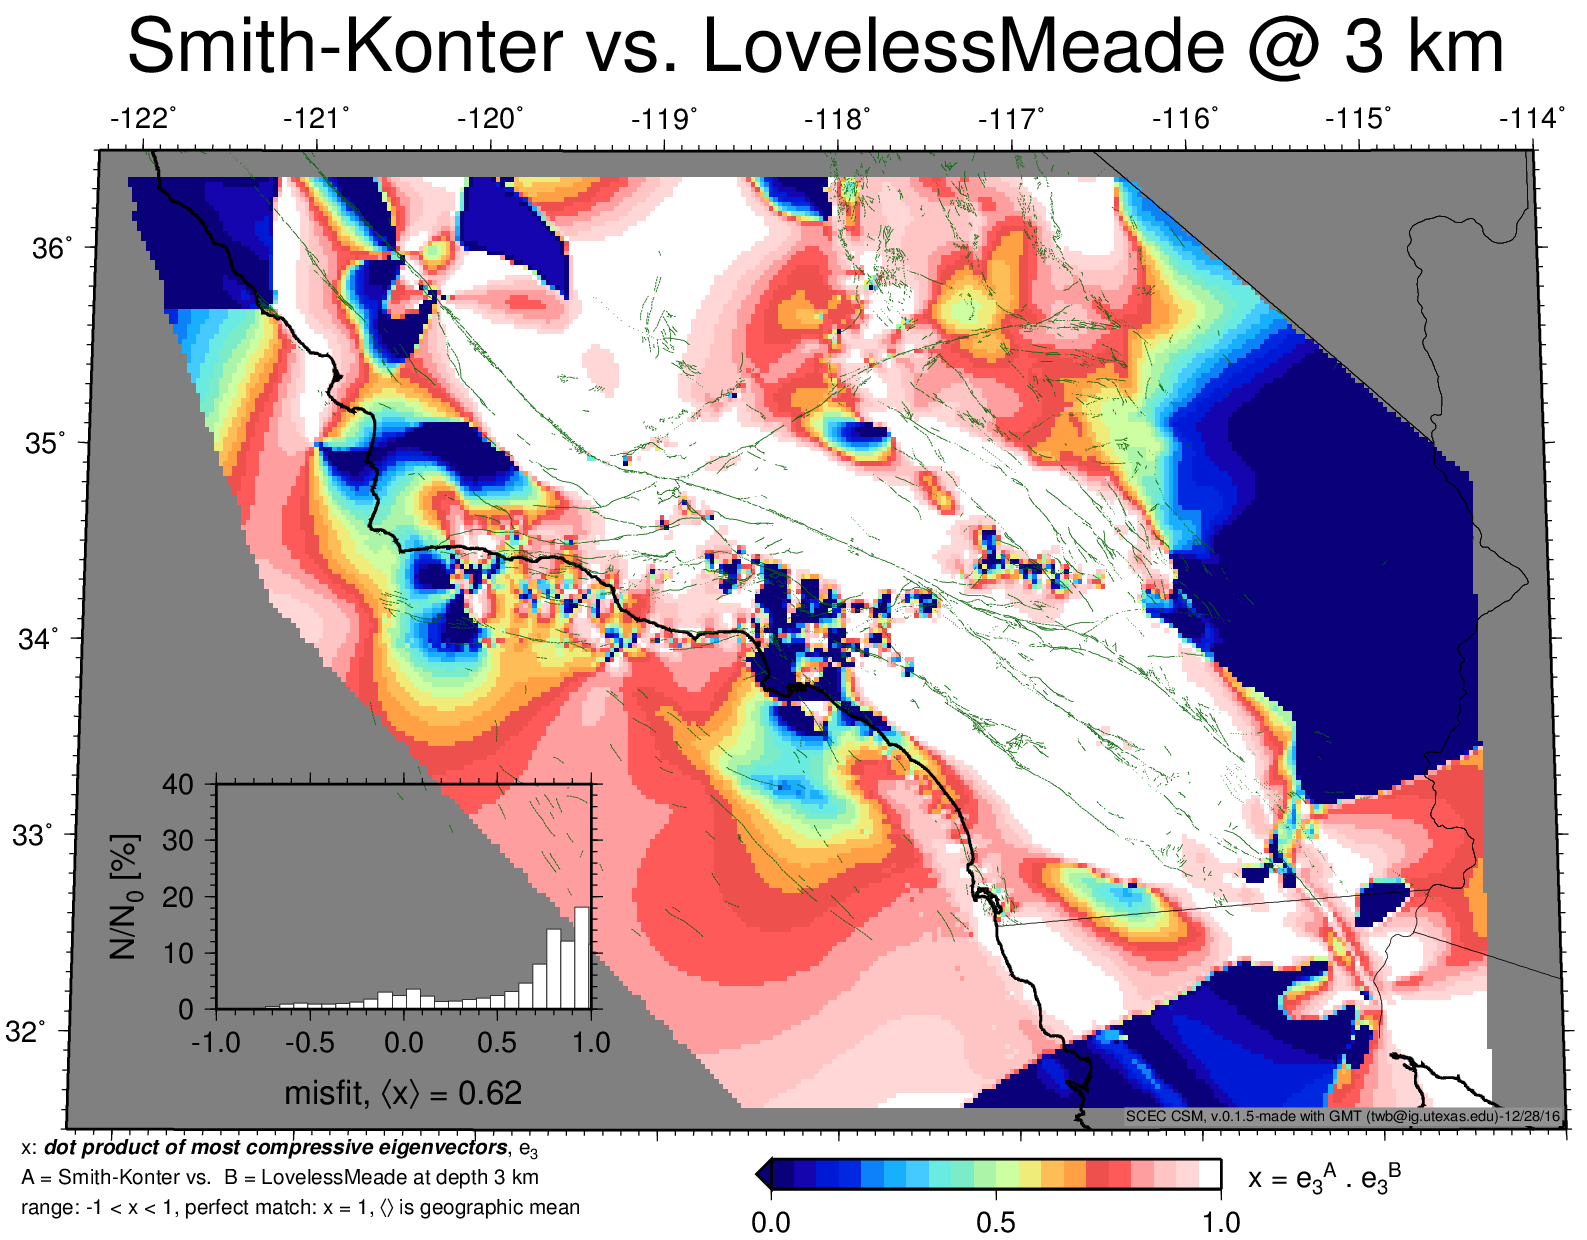 Smith-Konter vs. LovelessMeade @ 3 km
-122˚ -121˚ -120˚ -119˚ -118˚ -117˚ -116˚ -115˚ -114˚
36˚
35˚
34˚
33˚
32˚
40
30
20
10
0
N/N0 [%]
-1.0 -0.5 0.0 0.5 1.0
misfit, ⟨x⟩ = 0.62
SCEC CSM, v.0.1.5-made with GMT (twb@ig.utexas.edu)-12/28/16
x: dot product of most compressive eigenvectors, e3
A = Smith-Konter vs. B = LovelessMeade at depth 3 km
range: -1 < x < 1, perfect match: x = 1, ⟨⟩ is geographic mean
x = e3A . e3B
0.0 0.5 1.0